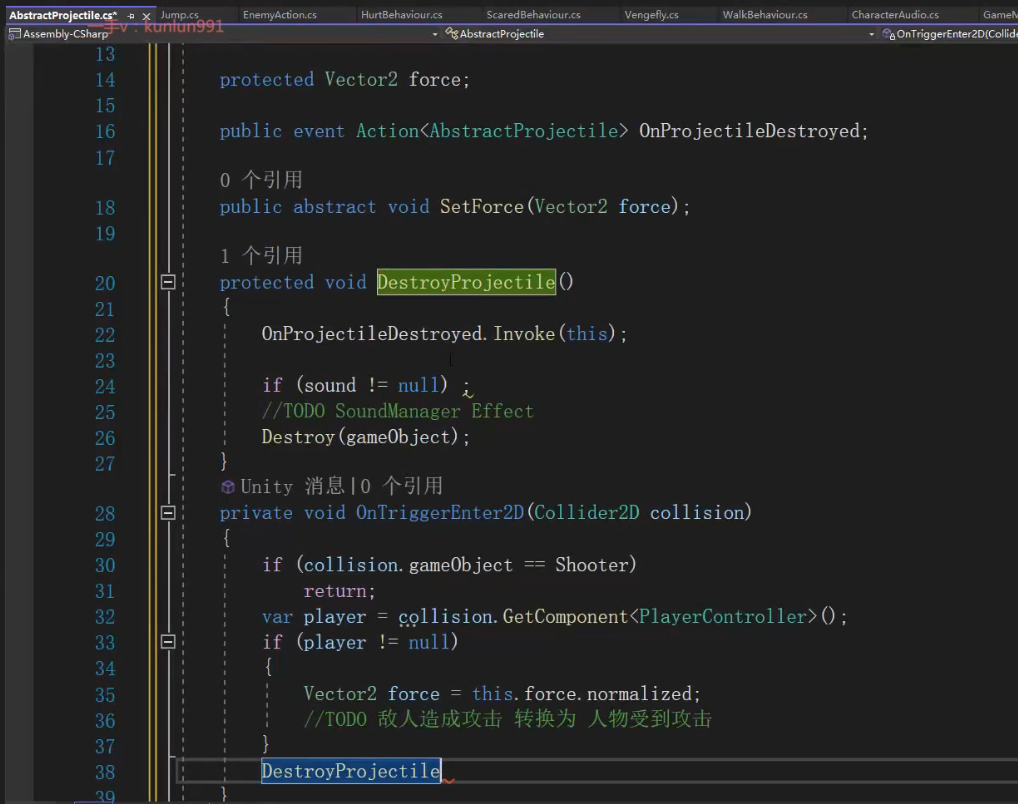 AbstractProjectile.cs* Jump.cs EnemyAction.cs HurtBehaviour.cs ScaredBehaviour.cs Vengefly.cs WalkBehaviour.cs CharacterAudio.cs GameM
一手v：kunlun991
Assembly-CSharp AbstractProjectile OnTriggerEnter2D(Collide
13
14 protected Vector2 force;
15
16 public event Action<AbstractProjectile> OnProjectileDestroyed;
17
0 个引用
18 public abstract void SetForce(Vector2 force);
19
1 个引用
20 protected void DestroyProjectile()
21 {
22 OnProjectileDestroyed.Invoke(this);
23
24 if (sound != null) ;
25 //TODO SoundManager Effect
26 Destroy(gameObject);
27 }
Unity 消息|0 个引用
28 private void OnTriggerEnter2D(Collider2D collision)
29 {
30 if (collision.gameObject == Shooter)
31 return;
32 var player = collision.GetComponent<PlayerController>();
33 if (player != null)
34 {
35 Vector2 force = this.force.normalized;
36 //TODO 敌人造成攻击 转换为 人物受到攻击
37 }
38 DestroyProjectile
39 }